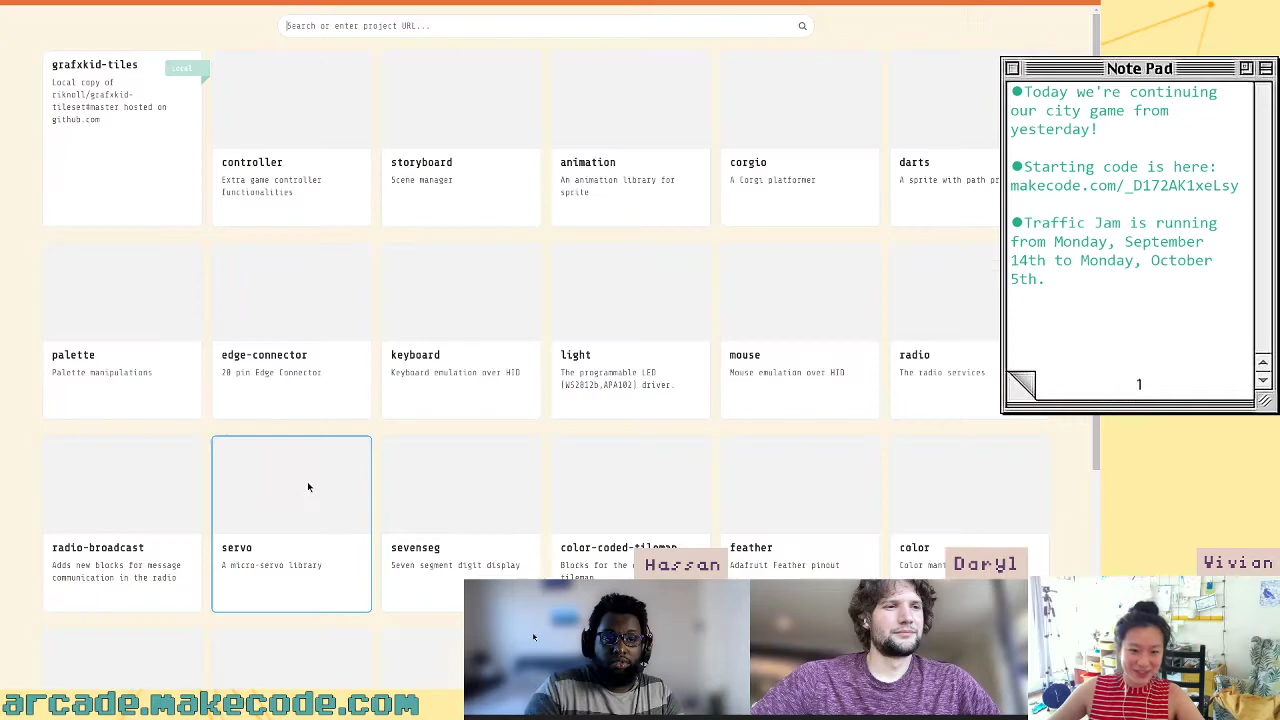 Search or enter project URL...
grafxkid-tiles
Local
Local copy of
riknoll/grafxkid-
tileset#master hosted on
github.com
controller
Extra game controller
functionalities
storyboard
Scene manager
animation
An animation library for
sprite
corgio
A Corgi platformer
darts
A sprite with path pr
palette
Palette manipulations
edge-connector
20 pin Edge Connector
keyboard
Keyboard emulation over HID
light
The programmable LED
(WS2812b,APA102) driver.
mouse
Mouse emulation over HID
radio
The radio services
radio-broadcast
Adds new blocks for message
communication in the radio
servo
A micro-servo library
sevenseg
Seven segment digit display
color-coded-tilemap
Blocks for the
tilemap
feather
Adafruit Feather pinout
color
Color man
Note Pad
●Today we're continuing
our city game from
yesterday!
●Starting code is here:
makecode.com/_D172AK1xeLsy
●Traffic Jam is running
from Monday, September
14th to Monday, October
5th.
1
Hassan
Daryl
Vivian
arcade.makecode.com